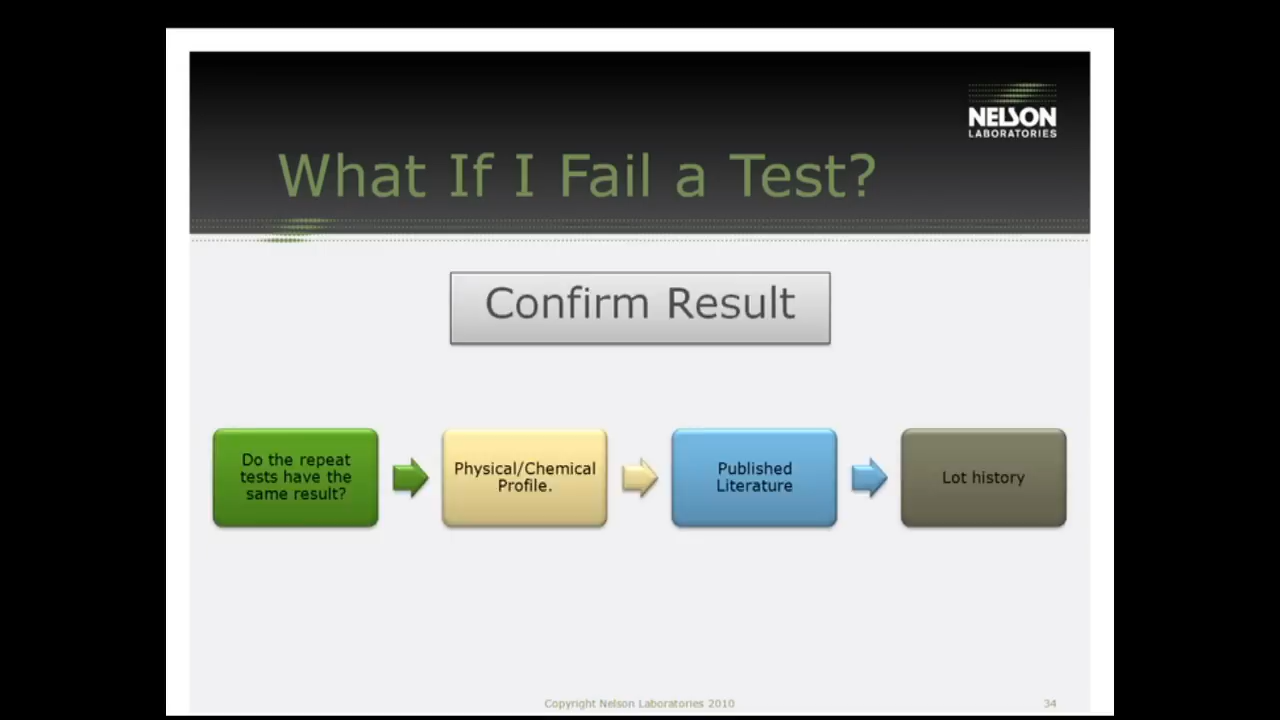 NELSON
LABORATORIES
What If I Fail a Test?
Confirm Result
Do the repeat
tests have the
same result?
Physical/Chemical
Profile.
Published
Literature
Lot history
Copyright Nelson Laboratories 2010
34